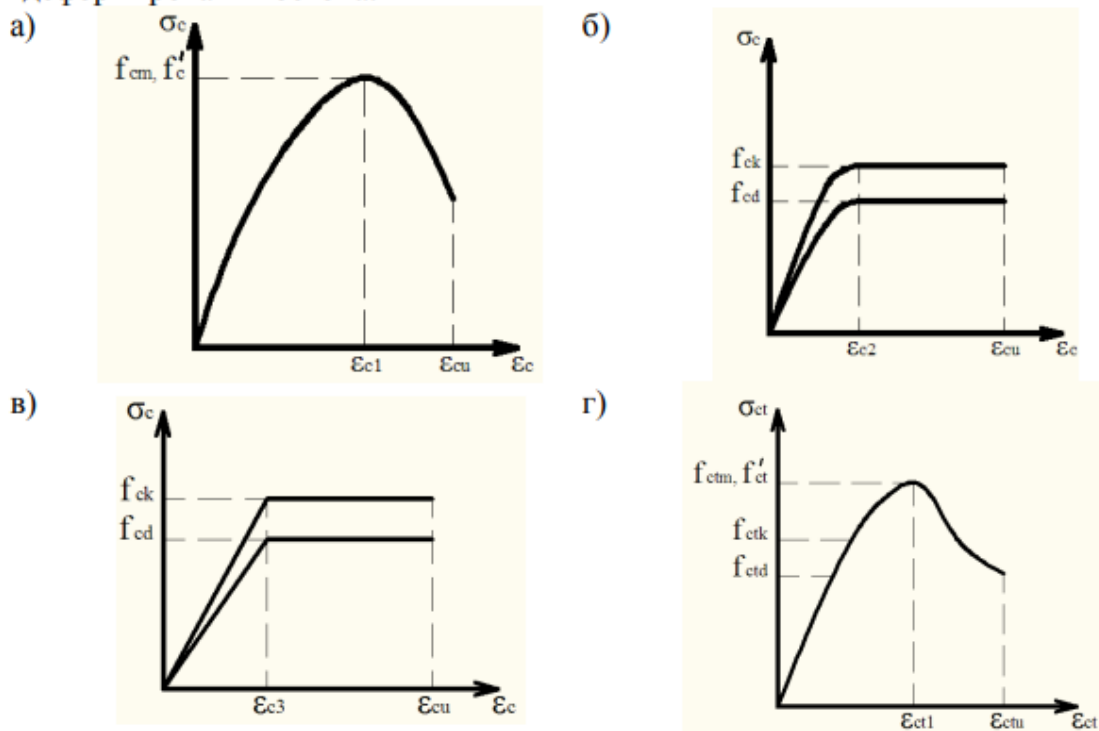 а)
σc
fcm, f'c
εc1 εcu εc
б)
σc
fck
fcd
εc2 εcu εc
в)
σc
fck
fcd
εc3 εcu εc
г)
σct
fctm, f'ct
fctk
fctd
εct1 εctu εct